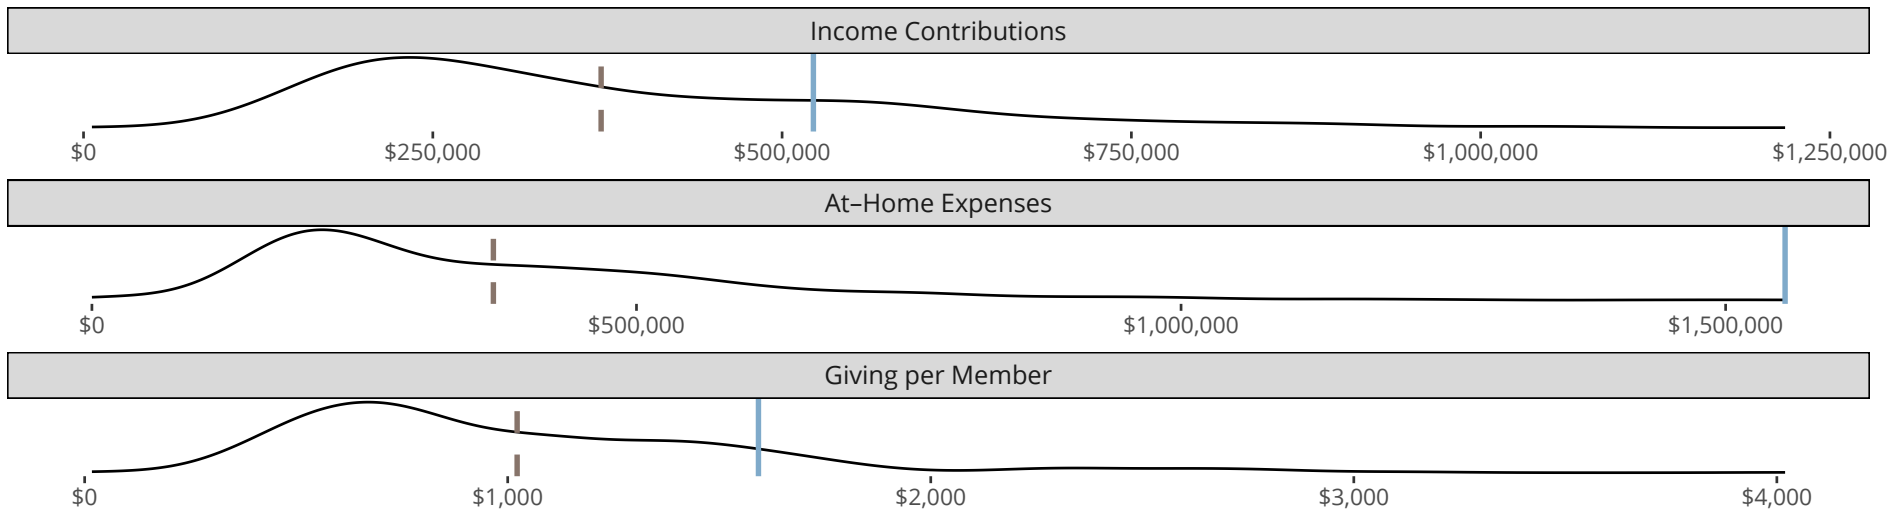 Income Contributions
$0 $250,000 $500,000 $750,000 $1,000,000 $1,250,000
At–Home Expenses
$0 $500,000 $1,000,000 $1,500,000
Giving per Member
$0 $1,000 $2,000 $3,000 $4,000